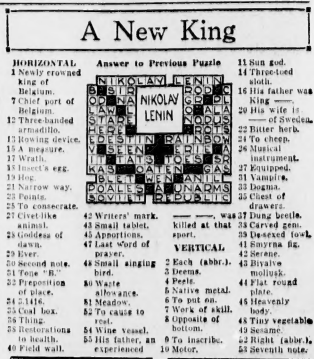 A New King
HORIZONTAL
1 Newly crowned
king of
Belgium.
7 Chief port of
Belgium.
12 Three-banded
armadillo.
13 Rowing device.
15 A measure.
17 Wrath.
18 Insect's egg.
19 Hog.
21 Narrow way.
23 Points.
25 To consecrate.
27 Civet-like
animal.
28 Goddess of
dawn.
29 Ever.
30 Second note.
31 Tone "B."
32 Preposition
of place.
34 3.1416.
35 Coal box.
36 Thing.
38 Restorations
to health.
40 Field wall.
Answer to Previous Puzzle
NIKOLAY LENIN
NIKOLAY
LENIN
DESTIN RAINBOW
42 Writers' mark.
43 Small tablet.
45 Apportions.
47 Last word of
prayer.
48 Small singing
bird.
50 Waste
allowance.
51 Meadow.
52 To cause to
rest.
54 Wine vessel.
55 His father, an
experienced
— —, was
killed at that
sport.
VERTICAL
2 Each (abbr.).
3 Deems.
4 Peels.
5 Native metal.
6 To put on.
7 Work of skill.
8 Opposite of
bottom.
9 To inscribe.
10 Motor.
11 Sun god.
14 Three-toed
sloth.
16 His father was
King —.
20 His wife is
— of Sweden.
22 Bitter herb.
24 To cheep.
26 Musical
instrument.
27 Equipped.
31 Vampire.
33 Dogma.
35 Chest of
drawers.
37 Dung beetle.
38 Carved gem.
39 De-sexed fowl.
41 Smyrna fig.
42 Serene.
43 Bivalve
mollusk.
44 Flat round
plate.
46 Heavenly
body.
48 Tiny vegetable
49 Sesame.
52 Right (abbr.).
53 Seventh note.